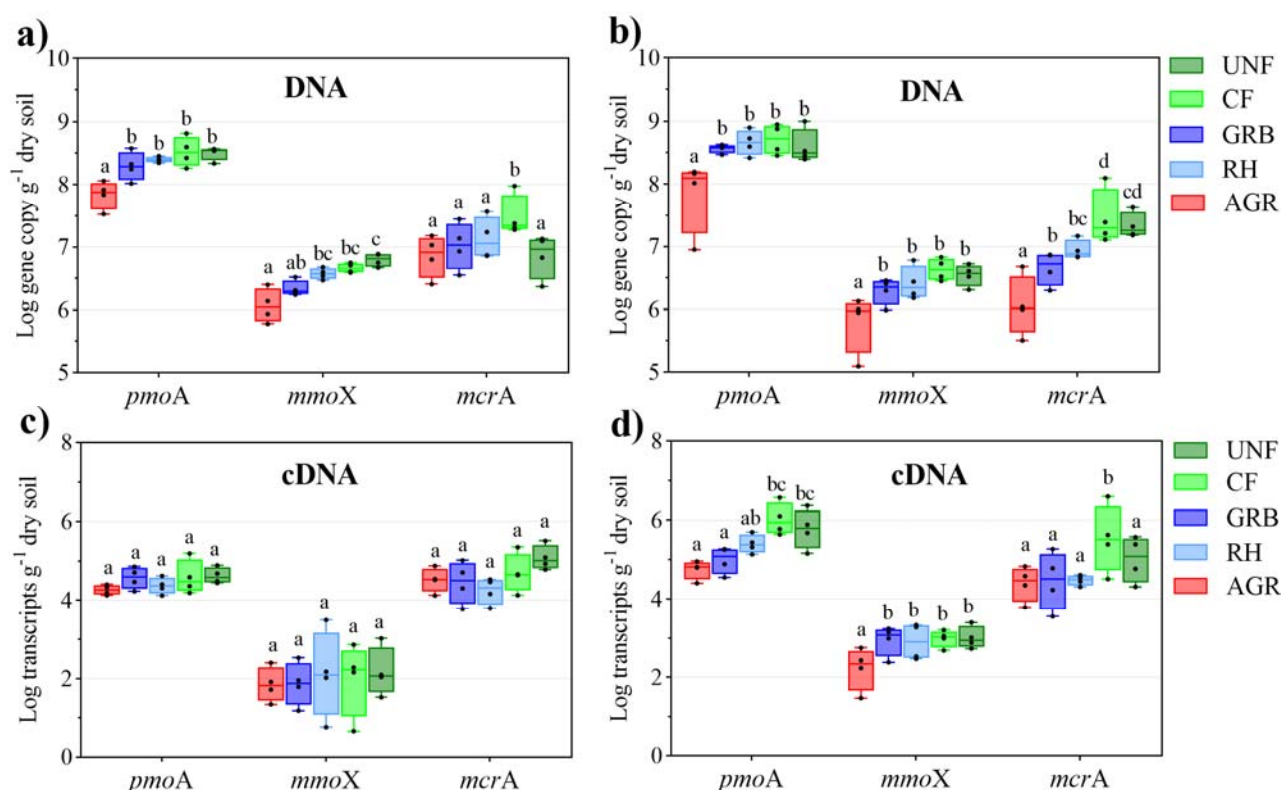 a)
DNA
Log gene copy g⁻¹ dry soil
10
9
8
7
6
5
a b b b b
a ab bc bc c
a a a b a
pmoA mmoX mcrA
b)
DNA
Log gene copy g⁻¹ dry soil
10
9
8
7
6
5
a b b b b
a b b b b
a b bc d cd
pmoA mmoX mcrA
UNF
CF
GRB
RH
AGR
c)
cDNA
Log transcripts g⁻¹ dry soil
8
6
4
2
0
a a a a a
a a a a a
a a a a a
pmoA mmoX mcrA
d)
cDNA
Log transcripts g⁻¹ dry soil
8
6
4
2
0
a a ab bc bc
a b b b b
a a a b a
pmoA mmoX mcrA
UNF
CF
GRB
RH
AGR